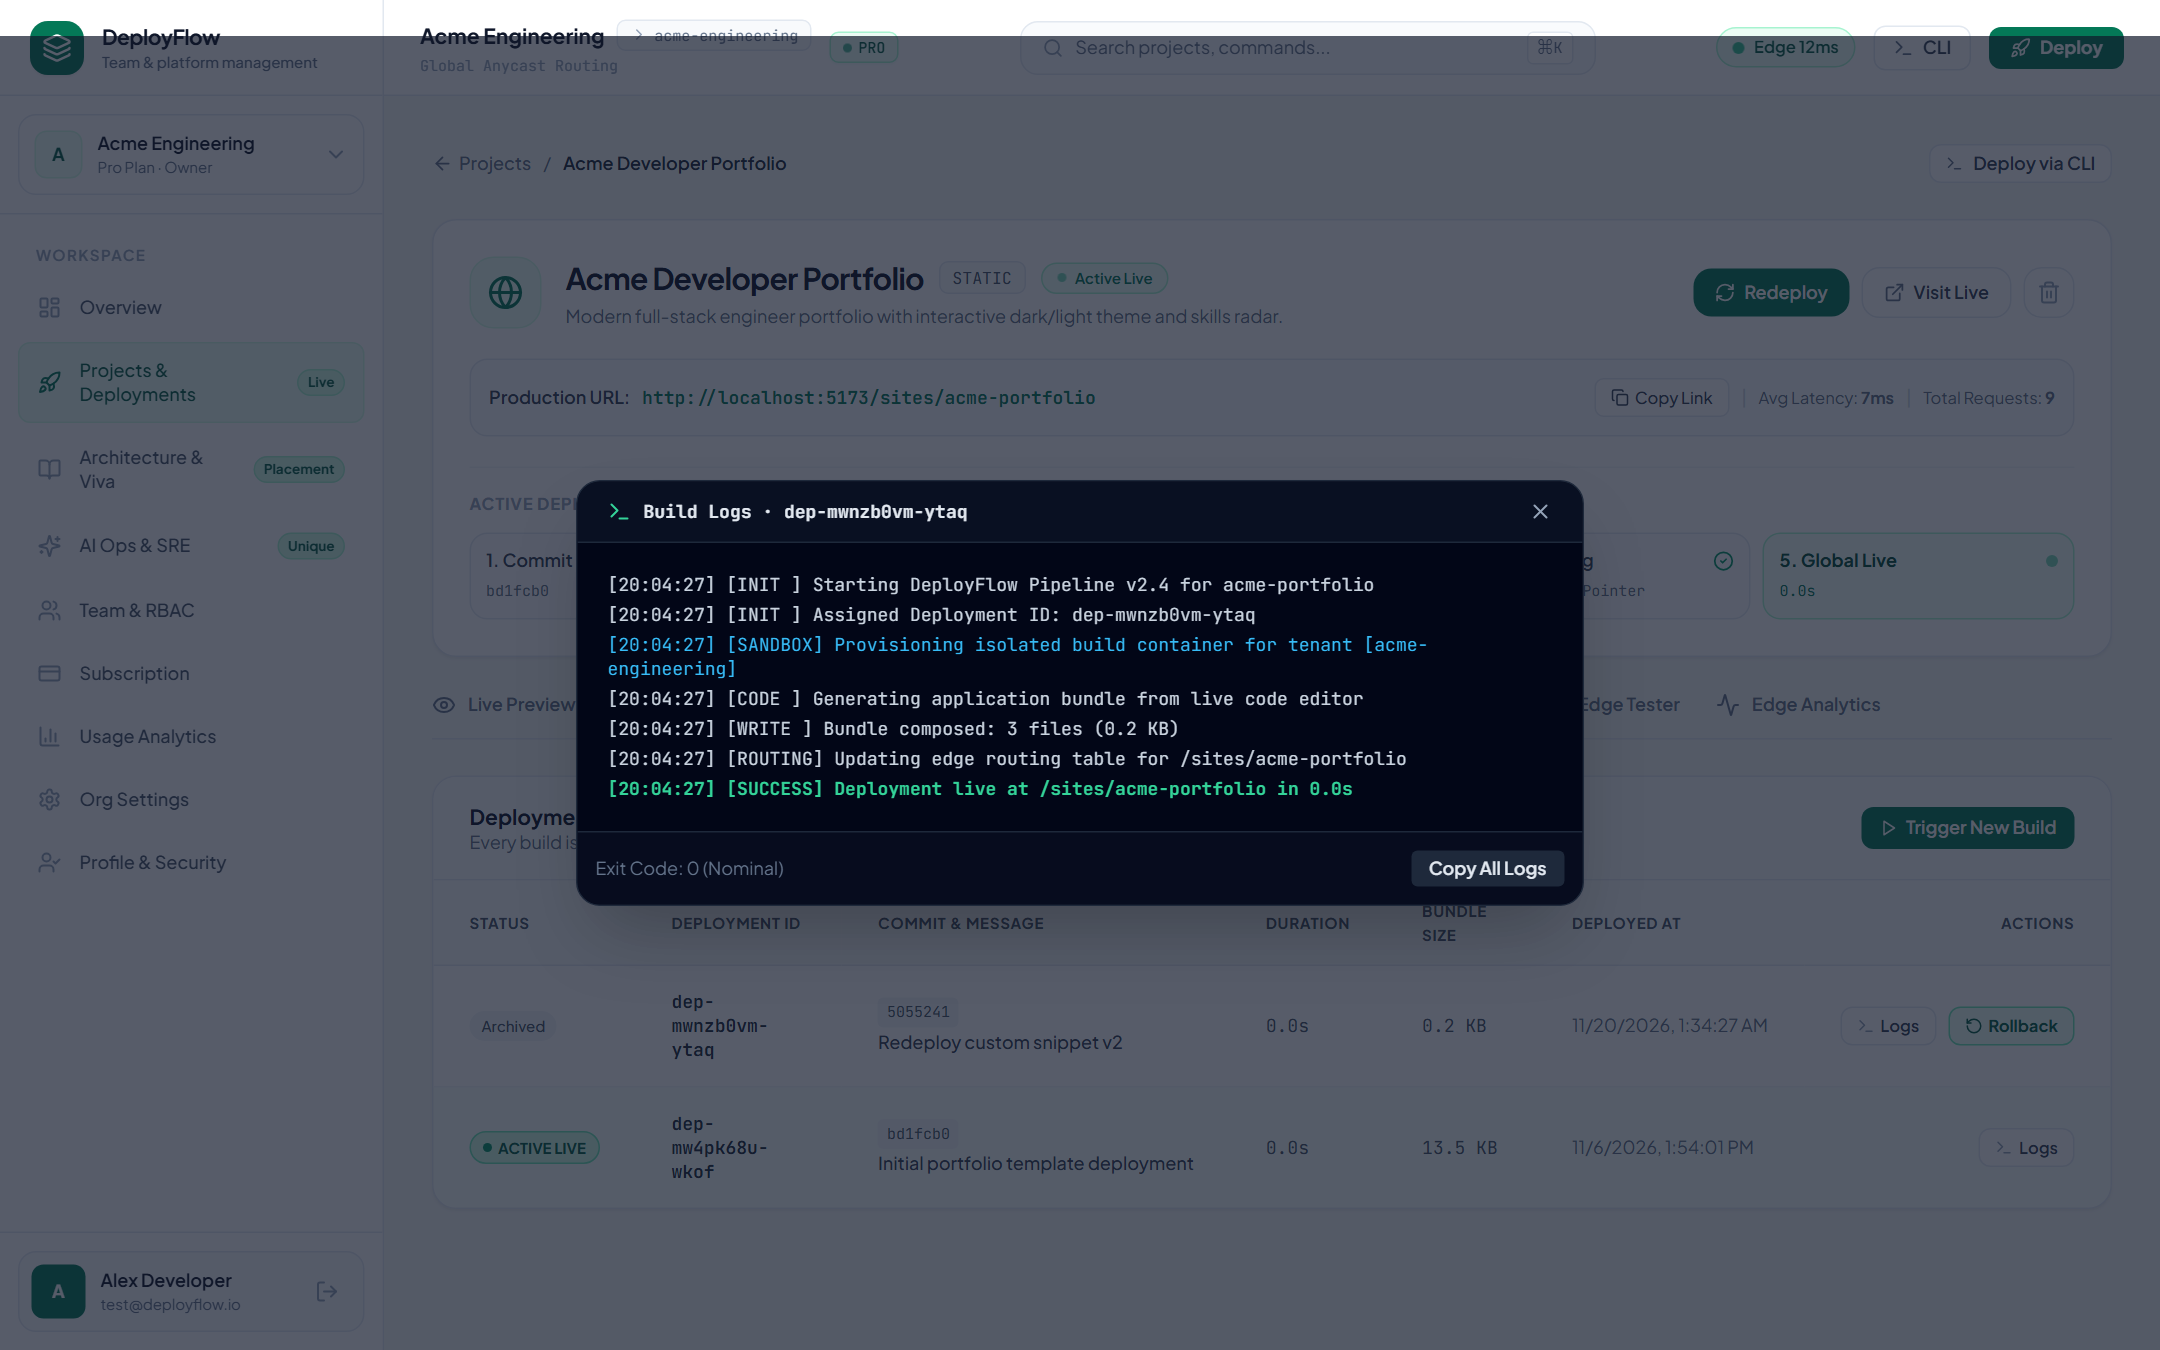 DeployFlow
Team & platform management
Acme Engineering
acme-engineering
PRO
Global Anycast Routing
Search projects, commands...
⌘K
Edge 12ms
CLI
Deploy
A
Acme Engineering
Pro Plan · Owner
WORKSPACE
Overview
Projects &
Deployments
Live
Architecture &
Viva
Placement
AI Ops & SRE
Unique
Team & RBAC
Subscription
Usage Analytics
Org Settings
Profile & Security
A
Alex Developer
test@deployflow.io
Projects / Acme Developer Portfolio
Deploy via CLI
Acme Developer Portfolio
STATIC
Active Live
Modern full-stack engineer portfolio with interactive dark/light theme and skills radar.
Redeploy
Visit Live
Production URL: http://localhost:5173/sites/acme-portfolio
Copy Link
Avg Latency: 7ms
Total Requests: 9
1. Commit
bd1fcb0
Pointer
5. Global Live
0.0s
Live Preview
Edge Tester
Edge Analytics
Build Logs · dep-mwnzb0vm-ytaq
[20:04:27] [INIT ] Starting DeployFlow Pipeline v2.4 for acme-portfolio
[20:04:27] [INIT ] Assigned Deployment ID: dep-mwnzb0vm-ytaq
[20:04:27] [SANDBOX] Provisioning isolated build container for tenant [acme-
engineering]
[20:04:27] [CODE ] Generating application bundle from live code editor
[20:04:27] [WRITE ] Bundle composed: 3 files (0.2 KB)
[20:04:27] [ROUTING] Updating edge routing table for /sites/acme-portfolio
[20:04:27] [SUCCESS] Deployment live at /sites/acme-portfolio in 0.0s
Exit Code: 0 (Nominal)
Copy All Logs
Every build is
Trigger New Build
STATUS
DEPLOYMENT ID
COMMIT & MESSAGE
DURATION
BUNDLE
SIZE
DEPLOYED AT
ACTIONS
Archived
dep-
mwnzb0vm-
ytaq
5055241
Redeploy custom snippet v2
0.0s
0.2 KB
11/20/2026, 1:34:27 AM
Logs
Rollback
ACTIVE LIVE
dep-
mw4pk68u-
wkof
bd1fcb0
Initial portfolio template deployment
0.0s
13.5 KB
11/6/2026, 1:54:01 PM
Logs